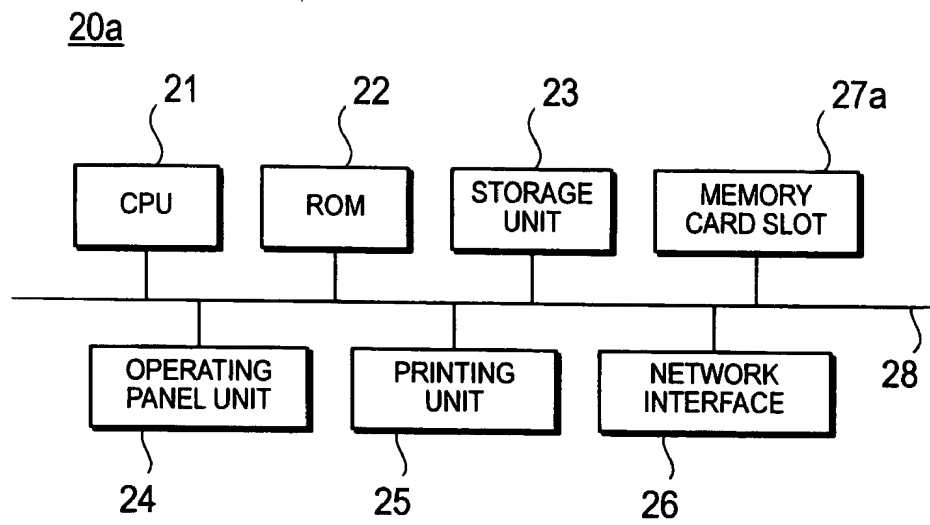 20a
21
22
23
27a
CPU
ROM
STORAGE
UNIT
MEMORY
CARD SLOT
28
OPERATING
PANEL UNIT
PRINTING
UNIT
NETWORK
INTERFACE
24
25
26